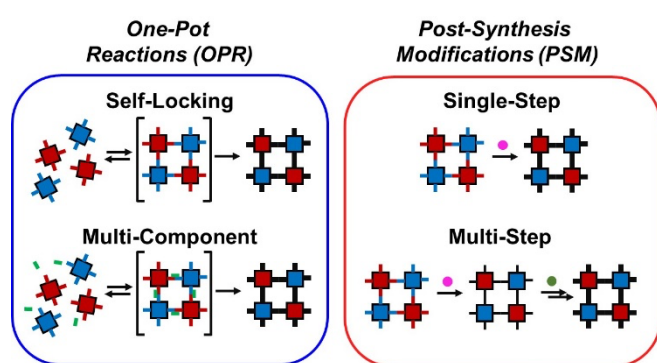 One-Pot
Reactions (OPR)
Self-Locking
Multi-Component
Post-Synthesis
Modifications (PSM)
Single-Step
Multi-Step